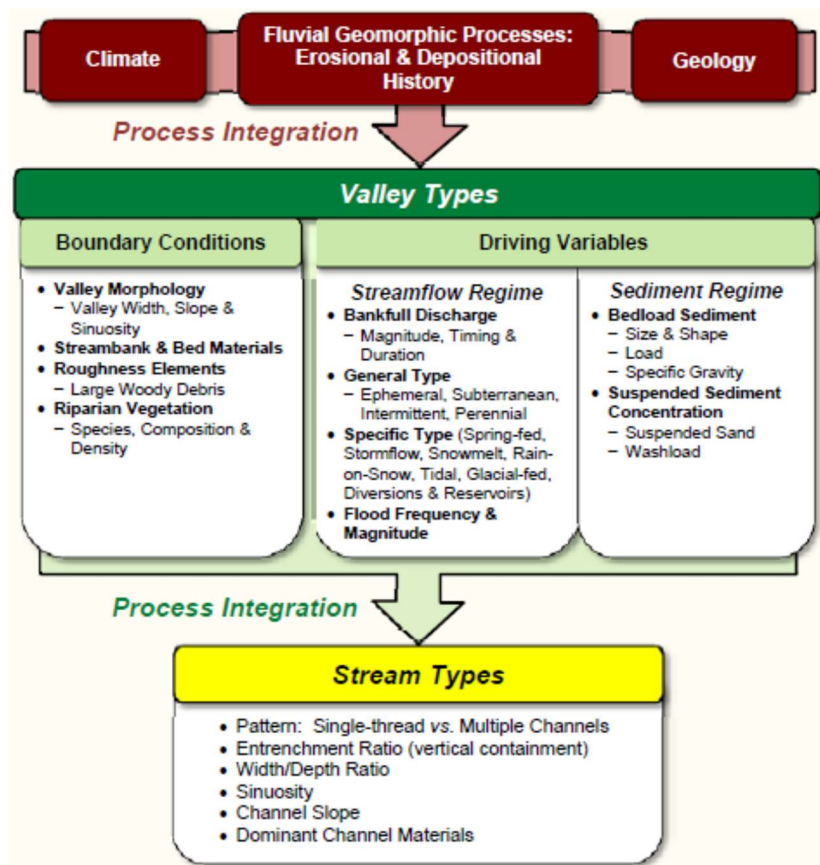 Climate
Fluvial Geomorphic Processes:
Erosional & Depositional
History
Geology
Process Integration
Valley Types
Boundary Conditions
• Valley Morphology
– Valley Width, Slope &
Sinuosity
• Streambank & Bed Materials
• Roughness Elements
– Large Woody Debris
• Riparian Vegetation
– Species, Composition &
Density
Driving Variables
Streamflow Regime
• Bankfull Discharge
– Magnitude, Timing &
Duration
• General Type
– Ephemeral, Subterranean,
Intermittent, Perennial
• Specific Type (Spring-fed,
Stormflow, Snowmelt, Rain-
on-Snow, Tidal, Glacial-fed,
Diversions & Reservoirs)
• Flood Frequency &
Magnitude
Sediment Regime
• Bedload Sediment
– Size & Shape
– Load
– Specific Gravity
• Suspended Sediment
Concentration
– Suspended Sand
– Washload
Process Integration
Stream Types
• Pattern: Single-thread vs. Multiple Channels
• Entrenchment Ratio (vertical containment)
• Width/Depth Ratio
• Sinuosity
• Channel Slope
• Dominant Channel Materials